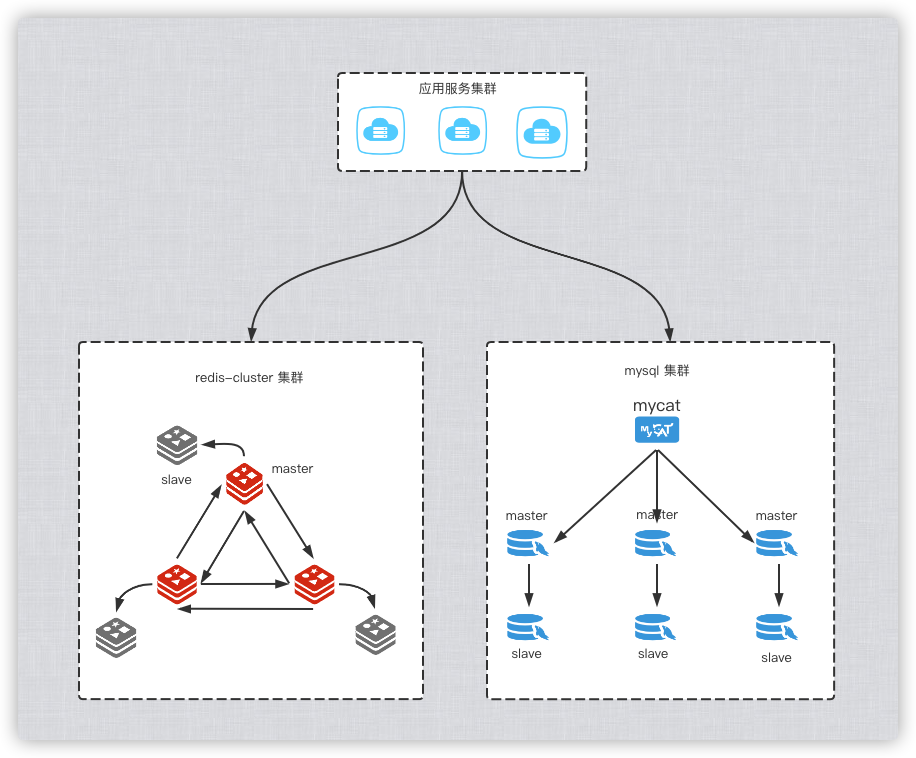 应用服务集群
redis-cluster 集群
master
slave
mysql 集群
mycat
MyCAT
master
master
master
slave
slave
slave